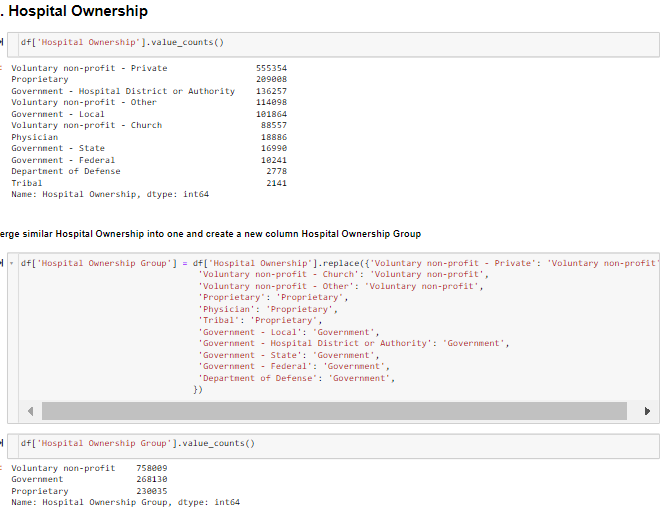 . Hospital Ownership
df['Hospital Ownership'].value_counts()
Voluntary non-profit - Private 555354
Proprietary 209008
Government - Hospital District or Authority 136257
Voluntary non-profit - Other 114098
Government - Local 101864
Voluntary non-profit - Church 88557
Physician 18886
Government - State 16990
Government - Federal 10241
Department of Defense 2778
Tribal 2141
Name: Hospital Ownership, dtype: int64
erge similar Hospital Ownership into one and create a new column Hospital Ownership Group
df['Hospital Ownership Group'] = df['Hospital Ownership'].replace({'Voluntary non-profit - Private': 'Voluntary non-profit'
'Voluntary non-profit - Church': 'Voluntary non-profit',
'Voluntary non-profit - Other': 'Voluntary non-profit',
'Proprietary': 'Proprietary',
'Physician': 'Proprietary',
'Tribal': 'Proprietary',
'Government - Local': 'Government',
'Government - Hospital District or Authority': 'Government',
'Government - State': 'Government',
'Government - Federal': 'Government',
'Department of Defense': 'Government',
})
df['Hospital Ownership Group'].value_counts()
Voluntary non-profit 758009
Government 268130
Proprietary 230035
Name: Hospital Ownership Group, dtype: int64